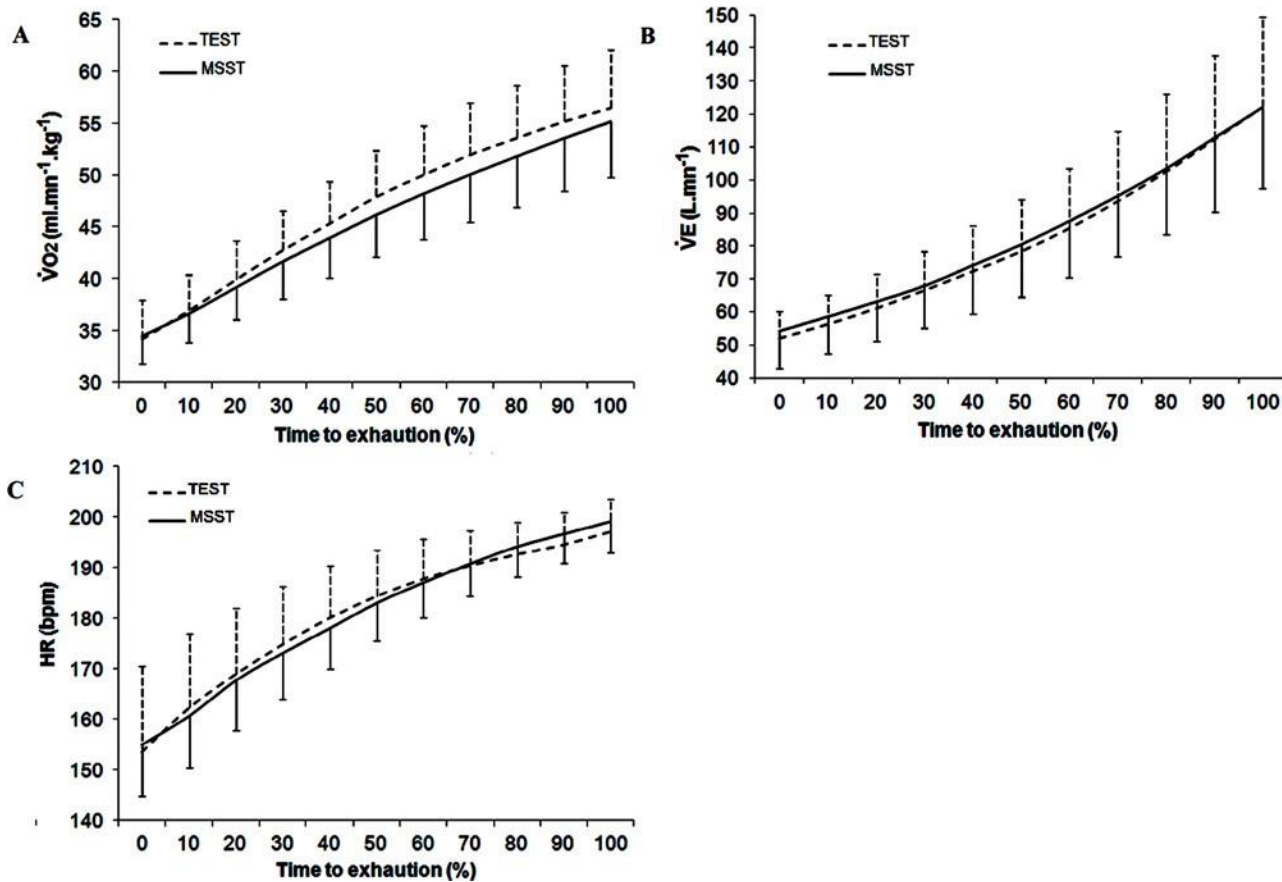 A
TEST
MSST
V̇O2 (ml.mn-1.kg-1)
65
60
55
50
45
40
35
30
0 10 20 30 40 50 60 70 80 90 100
Time to exhaution (%)
B
TEST
MSST
V̇E (L.mn-1)
150
140
130
120
110
100
90
80
70
60
50
40
0 10 20 30 40 50 60 70 80 90 100
Time to exhaution (%)
C
TEST
MSST
HR (bpm)
210
200
190
180
170
160
150
140
0 10 20 30 40 50 60 70 80 90 100
Time to exhaution (%)